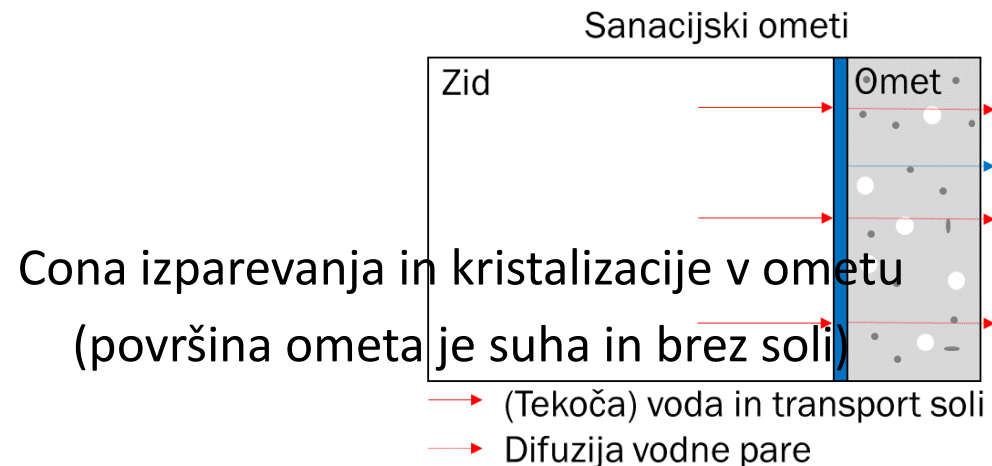 Sanacijski ometi
Zid
Omet
Cona izparevanja in kristalizacije v ometu
(površina ometa je suha in brez soli)
(Tekoča) voda in transport soli
Difuzija vodne pare